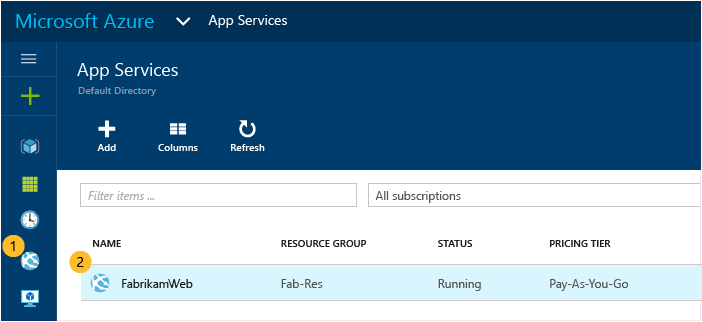 Microsoft Azure App Services
App Services
Default Directory
Add Columns Refresh
Filter items ... All subscriptions
1
NAME RESOURCE GROUP STATUS PRICING TIER
2
FabrikamWeb Fab-Res Running Pay-As-You-Go